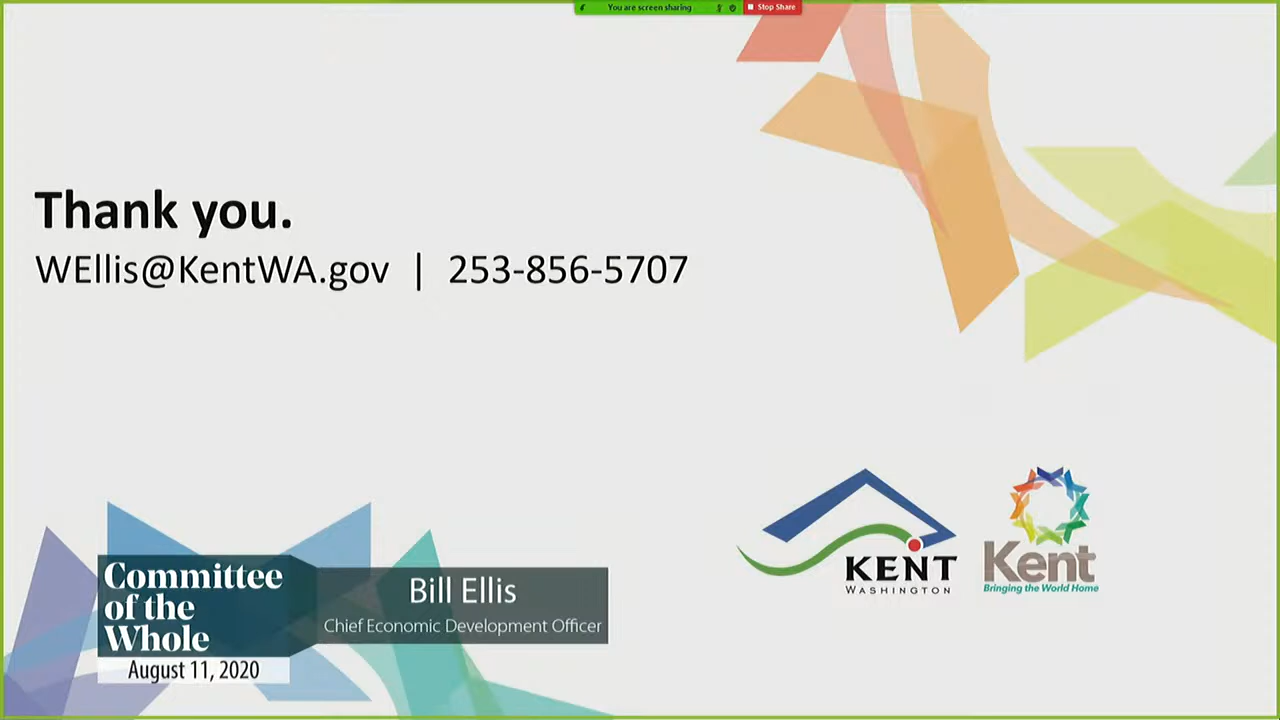 You are screen sharing
Stop Share
Thank you.
WEllis@KentWA.gov | 253-856-5707
KENT
WASHINGTON
Kent
Bringing the World Home
Committee
of the
Whole
August 11, 2020
Bill Ellis
Chief Economic Development Officer